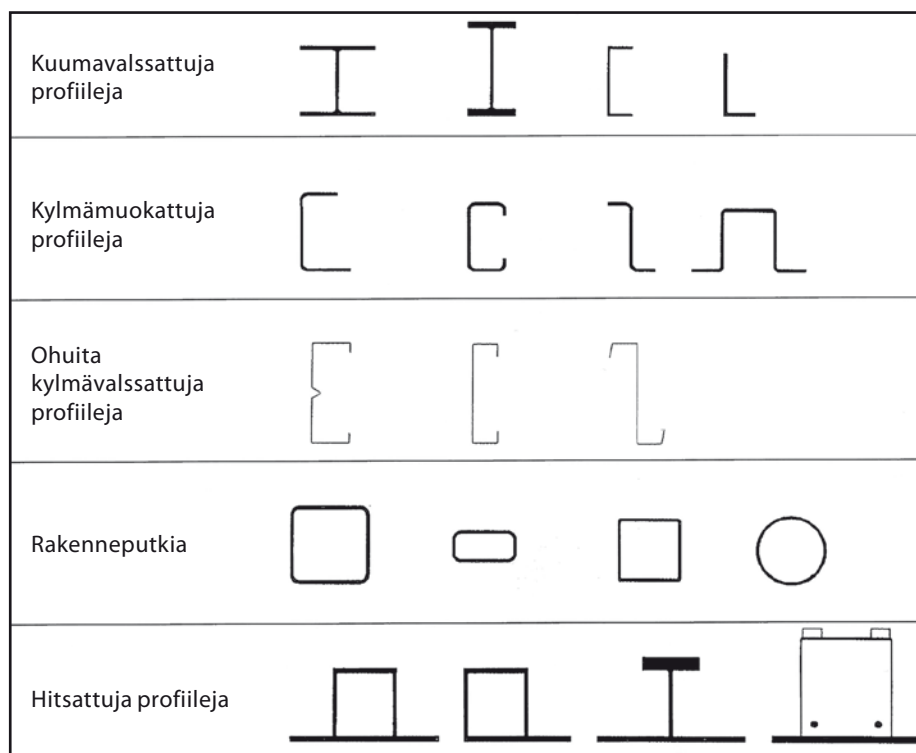 Kuumavalssattuja
profiileja
Kylmämuokattuja
profiileja
Ohuita
kylmävalssattuja
profiileja
Rakenneputkia
Hitsattuja profiileja